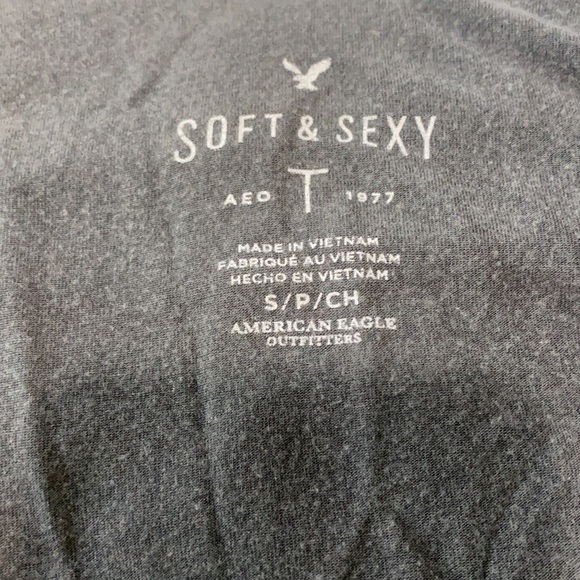 SOFT & SEXY
AEO T 1977
MADE IN VIETNAM
FABRIQUÉ AU VIETNAM
HECHO EN VIETNAM
S/P/CH
AMERICAN EAGLE
OUTFITTERS